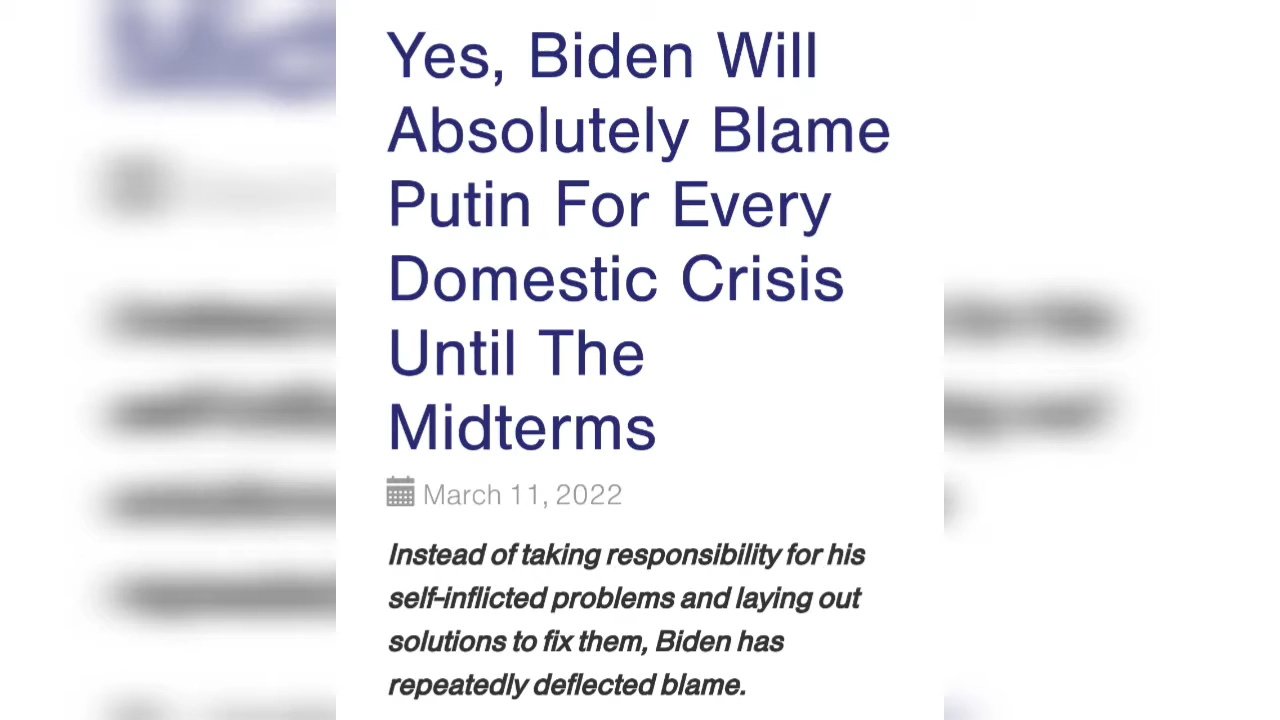 Yes, Biden Will
Absolutely Blame
Putin For Every
Domestic Crisis
Until The
Midterms
March 11, 2022
Instead of taking responsibility for his
self-inflicted problems and laying out
solutions to fix them, Biden has
repeatedly deflected blame.